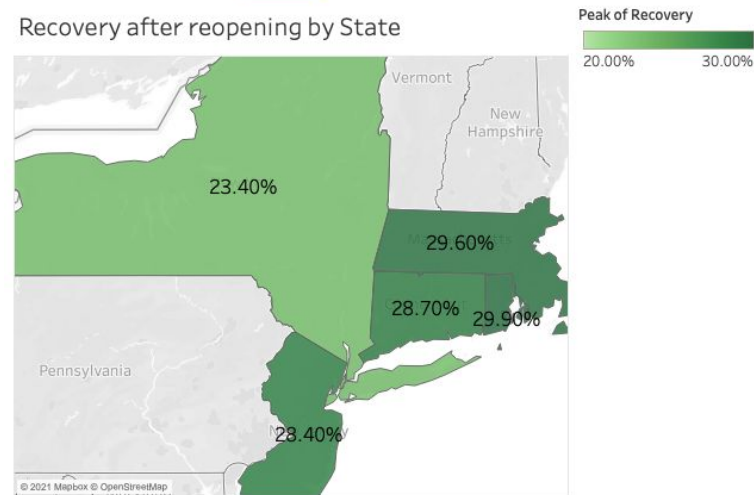 Recovery after reopening by State
Peak of Recovery
20.00% 30.00%
Vermont
New
Hampshire
23.40%
29.60%
28.70%
29.90%
Pennsylvania
28.40%
© 2021 Mapbox © OpenStreetMap